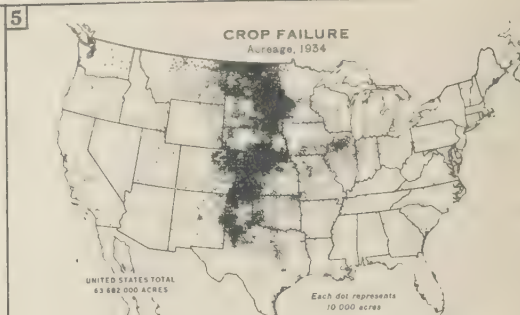 5
CROP FAILURE
Acreage, 1934
UNITED STATES TOTAL
63 682 000 ACRES
Each dot represents
10 000 acres